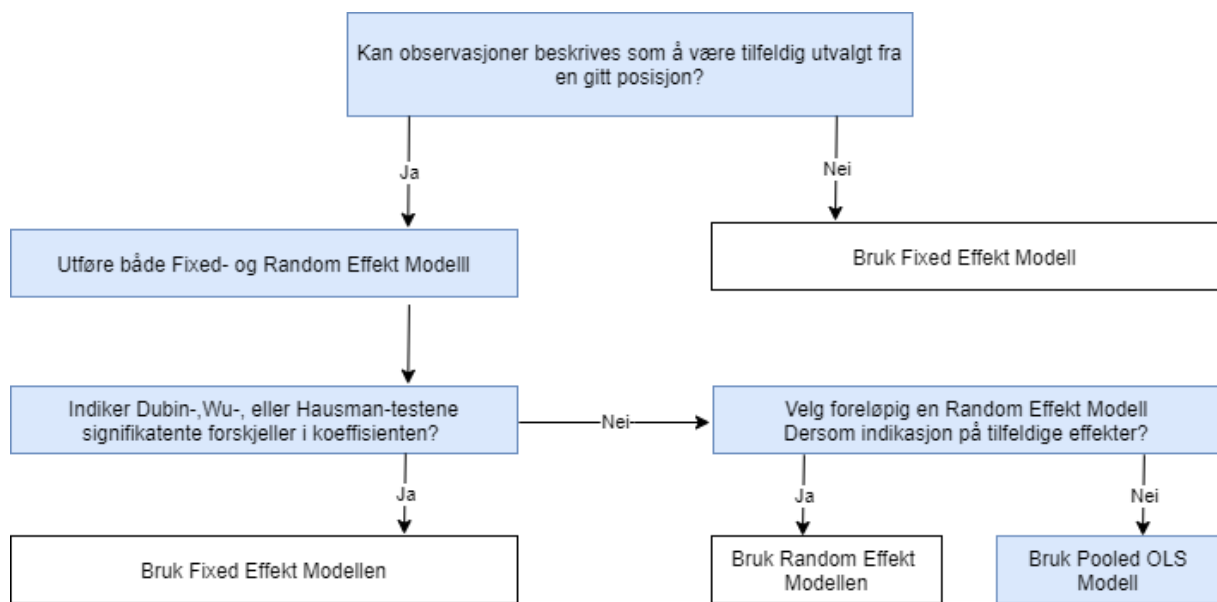 Kan observasjoner beskrives som å være tilfeldig utvalgt fra
en gitt posisjon?
Ja
Nei
Utføre både Fixed- og Random Effekt Modelll
Bruk Fixed Effekt Modell
Indiker Dubin-,Wu-, eller Hausman-testene
signifikatente forskjeller i koeffisienten?
Nei
Velg foreløpig en Random Effekt Modell
Dersom indikasjon på tilfeldige effekter?
Ja
Ja
Nei
Bruk Fixed Effekt Modellen
Bruk Random Effekt
Modellen
Bruk Pooled OLS
Modell